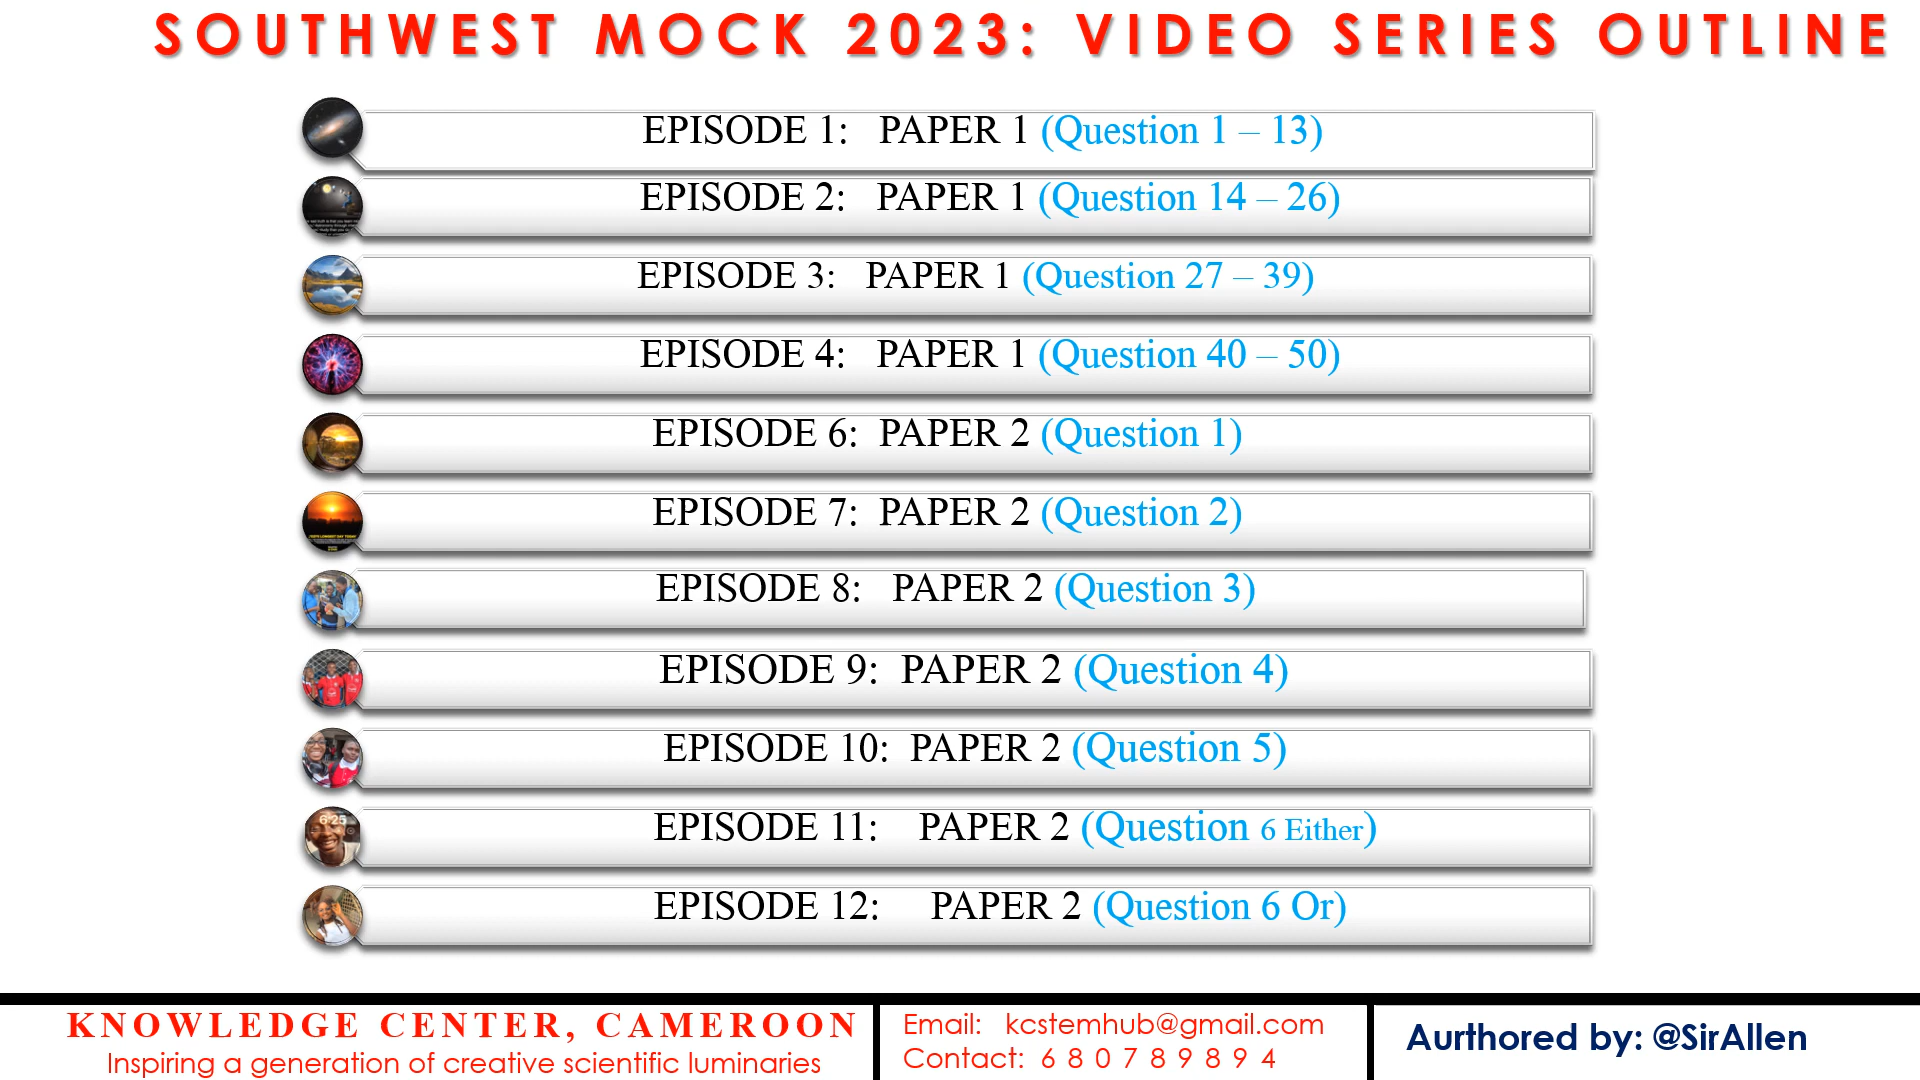 SOUTHWEST MOCK 2023: VIDEO SERIES OUTLINE
EPISODE 1: PAPER 1 (Question 1 – 13)
EPISODE 2: PAPER 1 (Question 14 – 26)
EPISODE 3: PAPER 1 (Question 27 – 39)
EPISODE 4: PAPER 1 (Question 40 – 50)
EPISODE 6: PAPER 2 (Question 1)
EPISODE 7: PAPER 2 (Question 2)
EPISODE 8: PAPER 2 (Question 3)
EPISODE 9: PAPER 2 (Question 4)
EPISODE 10: PAPER 2 (Question 5)
6:25
EPISODE 11: PAPER 2 (Question 6 Either)
EPISODE 12: PAPER 2 (Question 6 Or)
KNOWLEDGE CENTER, CAMEROON
Inspiring a generation of creative scientific luminaries
Email: kcstemhub@gmail.com
Contact: 6 8 0 7 8 9 8 9 4
Aurthored by: @SirAllen